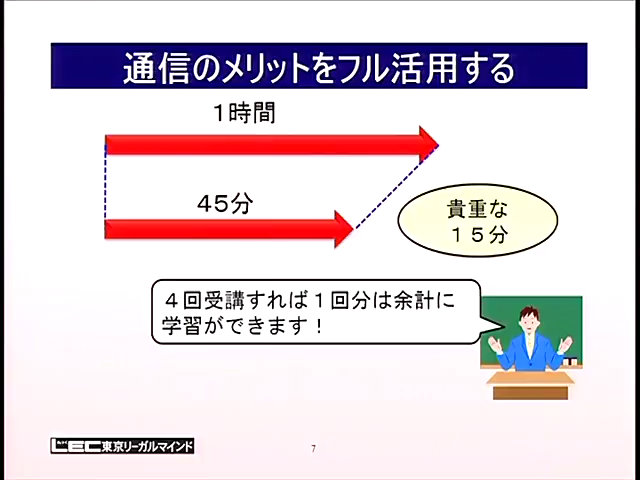 通信のメリットをフル活用する
１時間
４５分
貴重な
１５分
４回受講すれば１回分は余計に
学習ができます！
LEC東京リーガルマインド
7